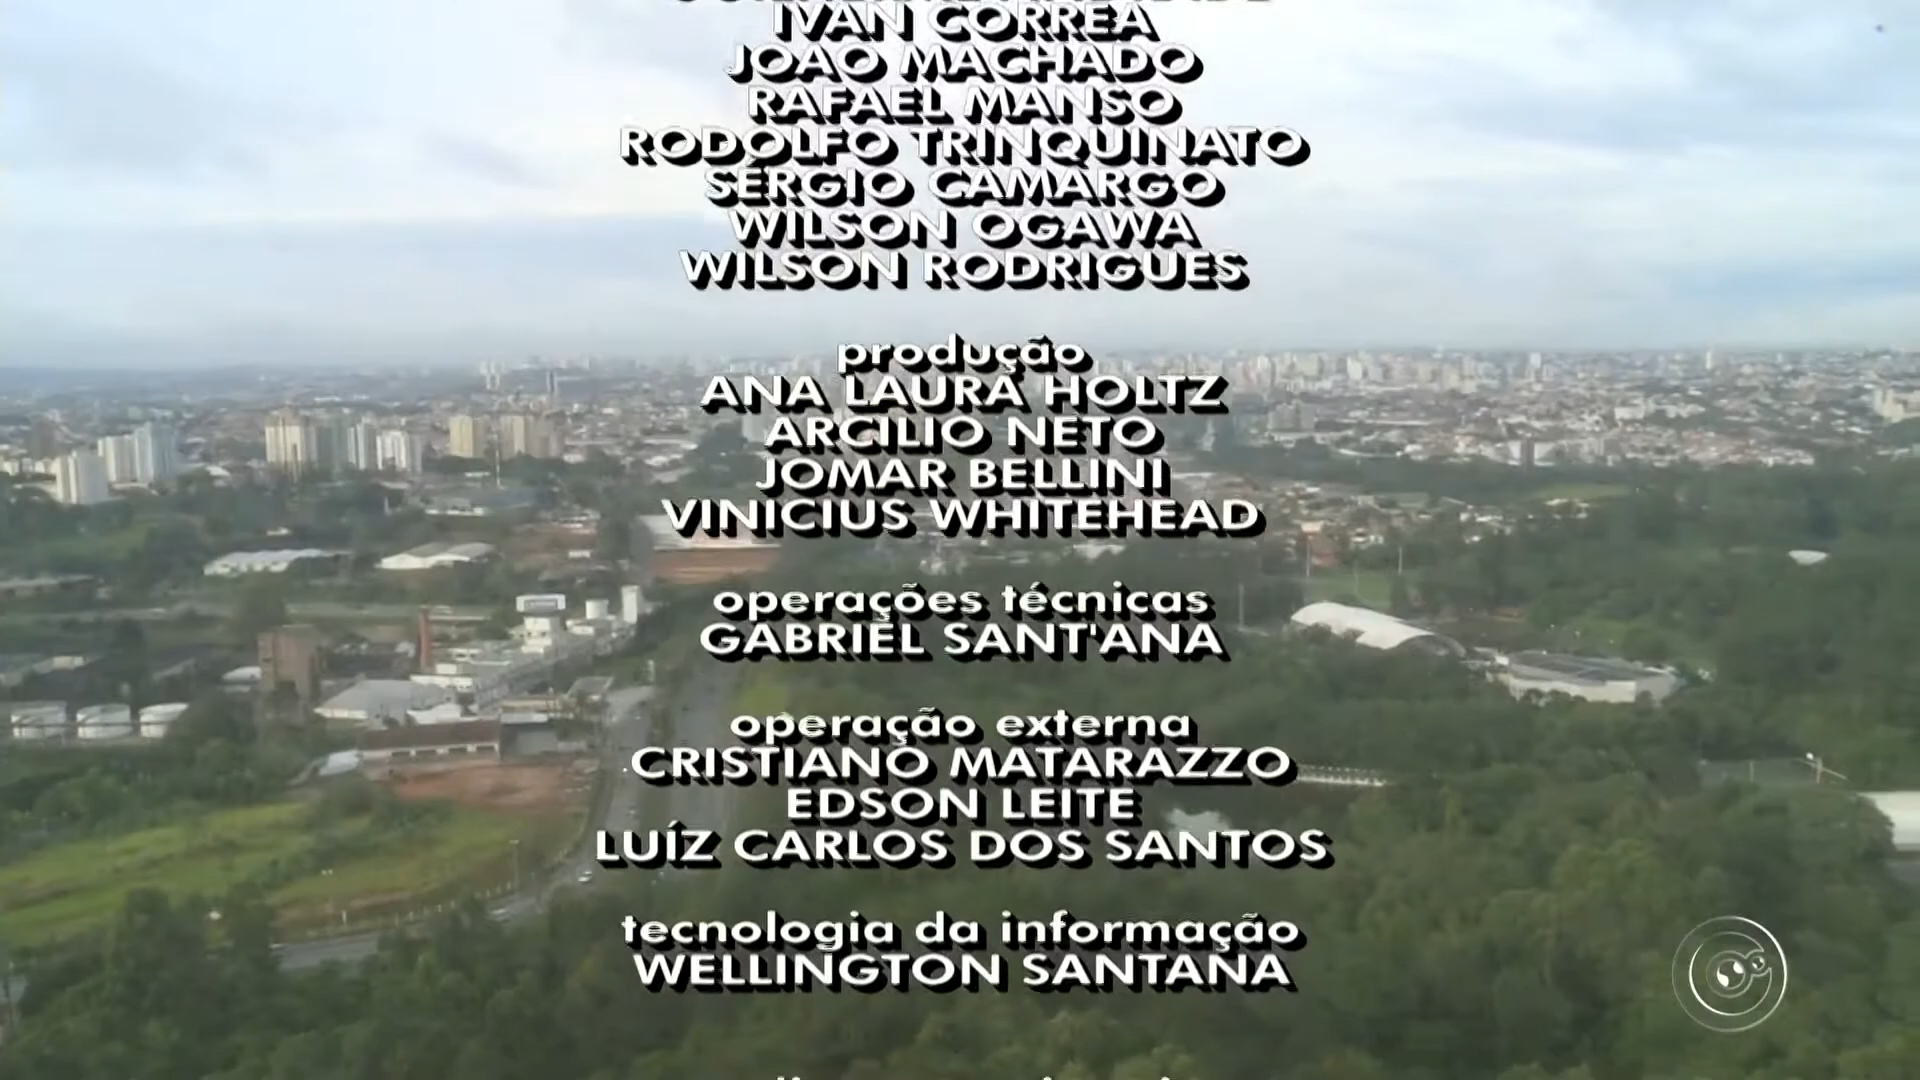 IVAN CORREA
JOÃO MACHADO
RAFAEL MANSO
RODOLFO TRINQUINATO
SÉRGIO CAMARGO
WILSON OGAWA
WILSON RODRIGUES
produção
ANA LAURA HOLTZ
ARCILIO NETO
JOMAR BELLINI
VINICIUS WHITEHEAD
operações técnicas
GABRIEL SANT'ANA
operação externa
CRISTIANO MATARAZZO
EDSON LEITE
LUÍZ CARLOS DOS SANTOS
tecnologia da informação
WELLINGTON SANTANA